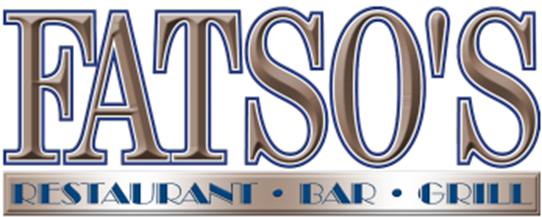 FATSO'S
RESTAURANT • BAR • GRILL